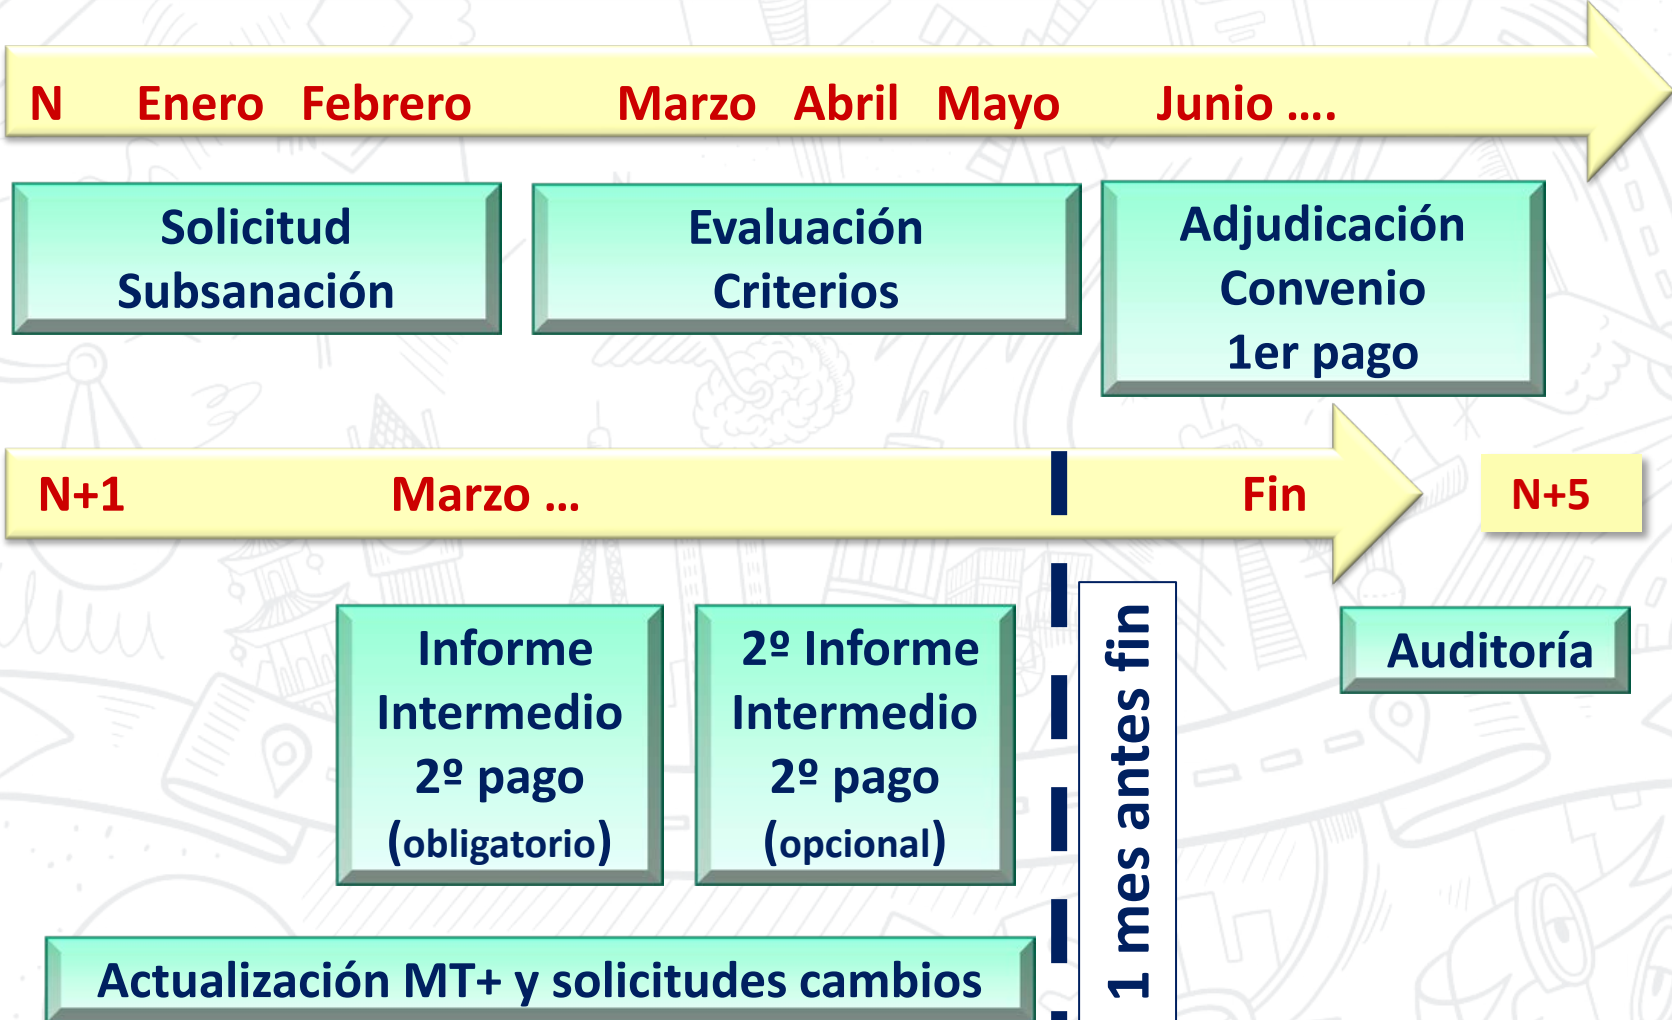 N Enero Febrero Marzo Abril Mayo Junio ....
Solicitud
Subsanación
Evaluación
Criterios
Adjudicación
Convenio
1er pago
N+1 Marzo ... Fin
N+5
Informe
Intermedio
2º pago
(obligatorio)
2º Informe
Intermedio
2º pago
(opcional)
1 mes antes fin
Auditoría
Actualización MT+ y solicitudes cambios